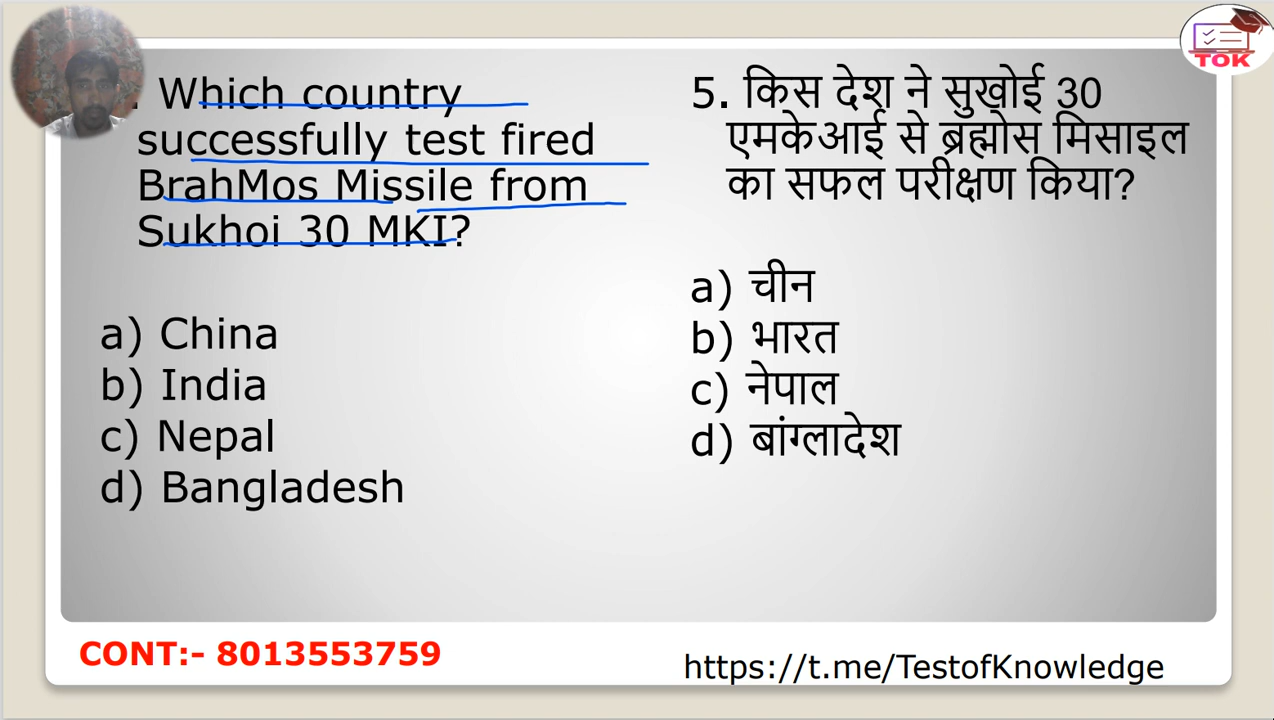 TOK
. Which country
successfully test fired
BrahMos Missile from
Sukhoi 30 MKI?
a) China
b) India
c) Nepal
d) Bangladesh
5. किस देश ने सुखोई 30
एमकेआई से ब्रह्मोस मिसाइल
का सफल परीक्षण किया?
a) चीन
b) भारत
c) नेपाल
d) बांग्लादेश
CONT:- 8013553759
https://t.me/TestofKnowledge